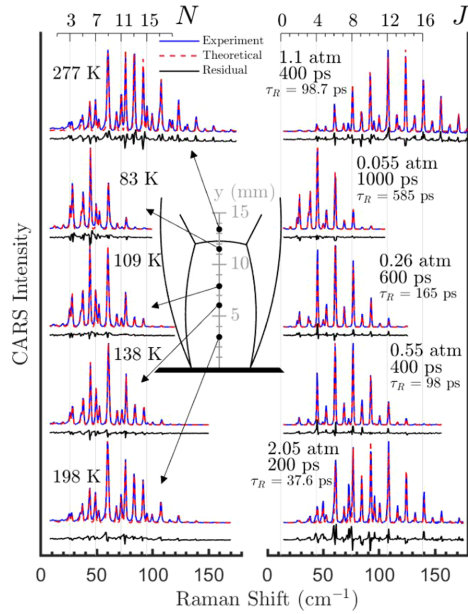 3 7 11 15 N
0 4 8 12 16 J
Experiment
Theoretical
Residual
277 K
1.1 atm
400 ps
τR = 98.7 ps
83 K
0.055 atm
1000 ps
τR = 585 ps
y (mm)
15
10
5
109 K
0.26 atm
600 ps
τR = 165 ps
138 K
0.55 atm
400 ps
τR = 98 ps
198 K
2.05 atm
200 ps
τR = 37.6 ps
CARS Intensity
0 50 100 150 0 50 100 150
Raman Shift (cm⁻¹)